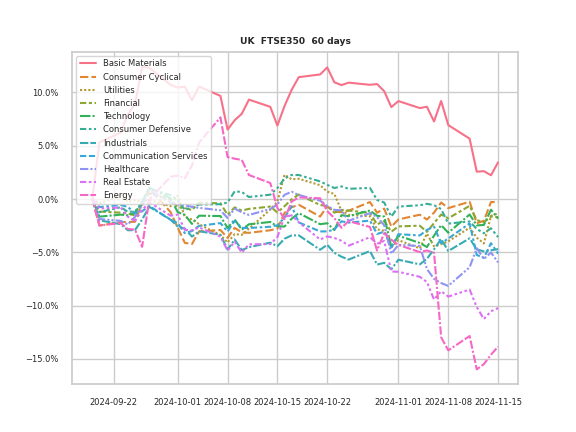 UK FTSE350 60 days
Basic Materials
Consumer Cyclical
Utilities
Financial
Technology
Consumer Defensive
Industrials
Communication Services
Healthcare
Real Estate
Energy
10.0%
5.0%
0.0%
−5.0%
−10.0%
−15.0%
2024-09-22 2024-10-01 2024-10-08 2024-10-15 2024-10-22 2024-11-01 2024-11-08 2024-11-15